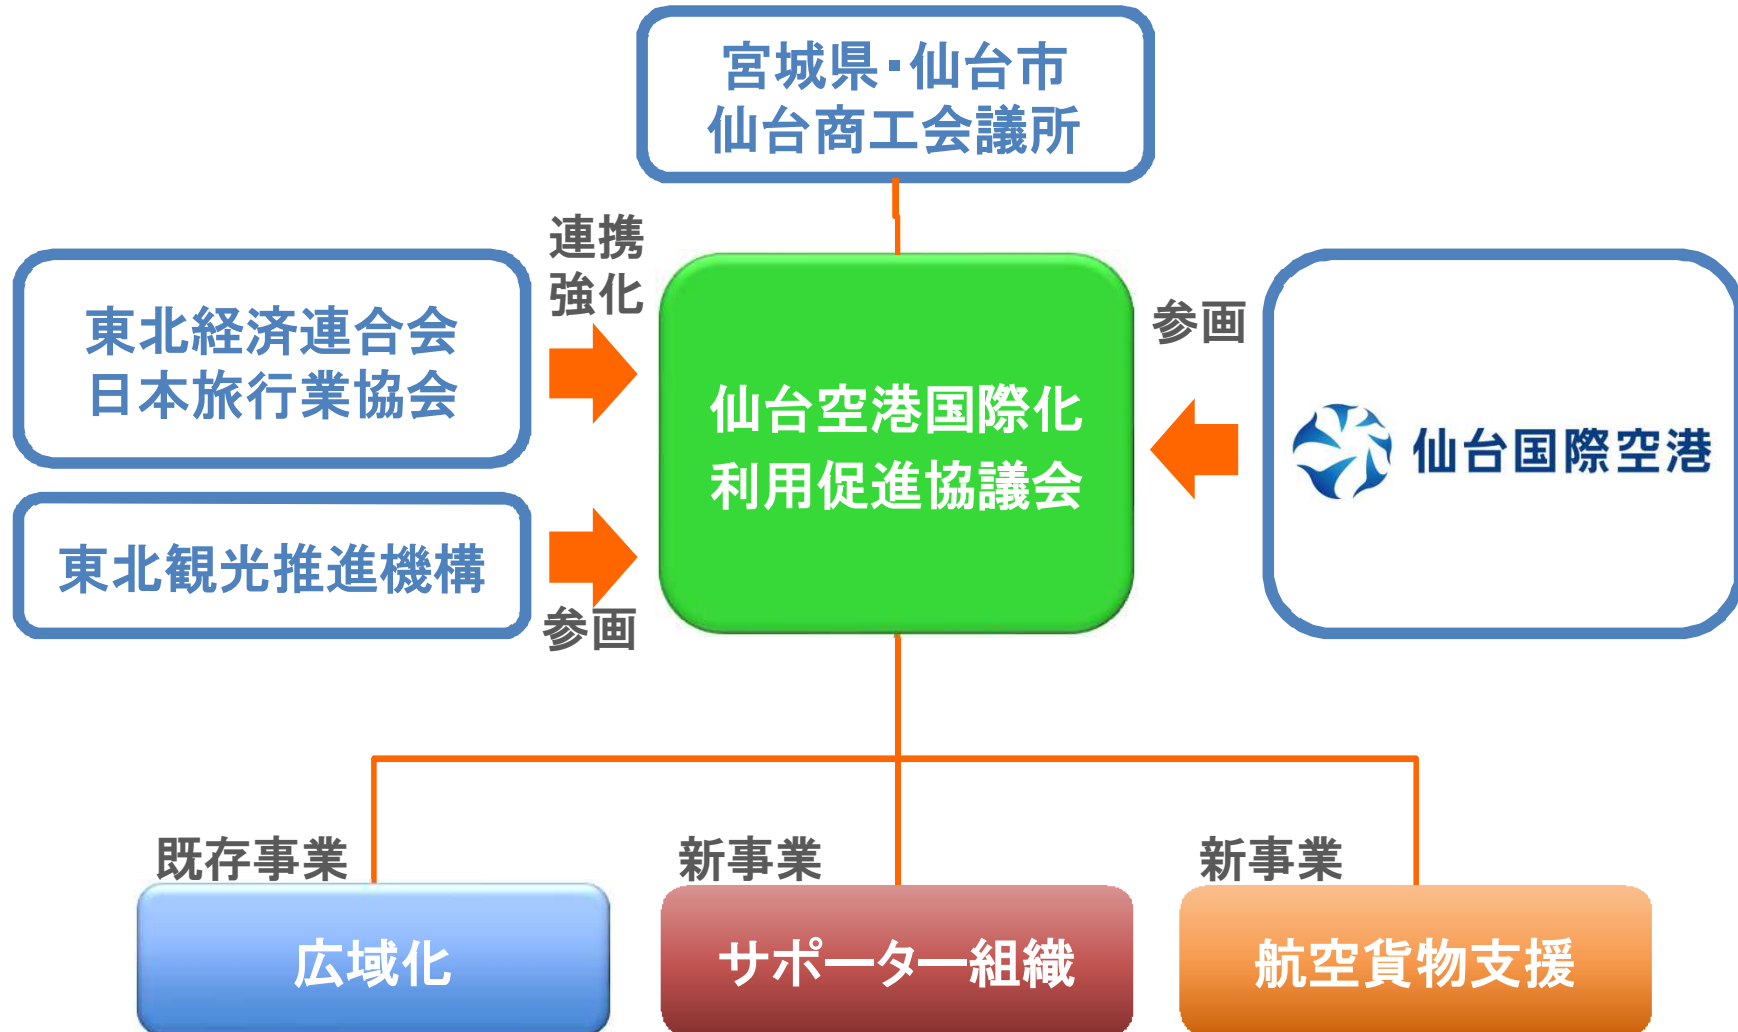 宮城県・仙台市
仙台商工会議所
連携
強化
東北経済連合会
日本旅行業協会
東北観光推進機構
参画
仙台空港国際化
利用促進協議会
参画
仙台国際空港
既存事業
広域化
新事業
サポーター組織
新事業
航空貨物支援